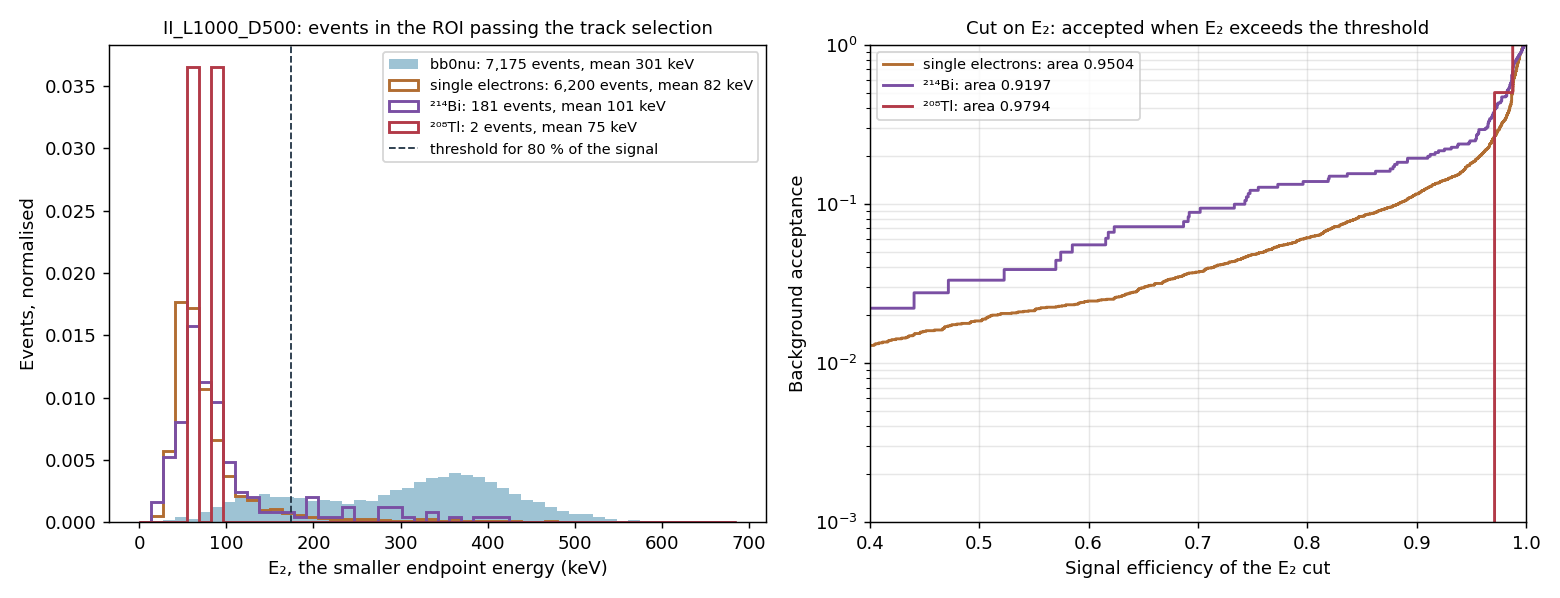 II_L1000_D500: events in the ROI passing the track selection
bb0nu: 7,175 events, mean 301 keV
single electrons: 6,200 events, mean 82 keV
²¹⁴Bi: 181 events, mean 101 keV
²⁰⁸Tl: 2 events, mean 75 keV
threshold for 80 % of the signal
Events, normalised
0.035
0.030
0.025
0.020
0.015
0.010
0.005
0.000
0 100 200 300 400 500 600 700
E₂, the smaller endpoint energy (keV)
Cut on E₂: accepted when E₂ exceeds the threshold
single electrons: area 0.9504
²¹⁴Bi: area 0.9197
²⁰⁸Tl: area 0.9794
Background acceptance
10⁰
10⁻¹
10⁻²
10⁻³
0.4 0.5 0.6 0.7 0.8 0.9 1.0
Signal efficiency of the E₂ cut